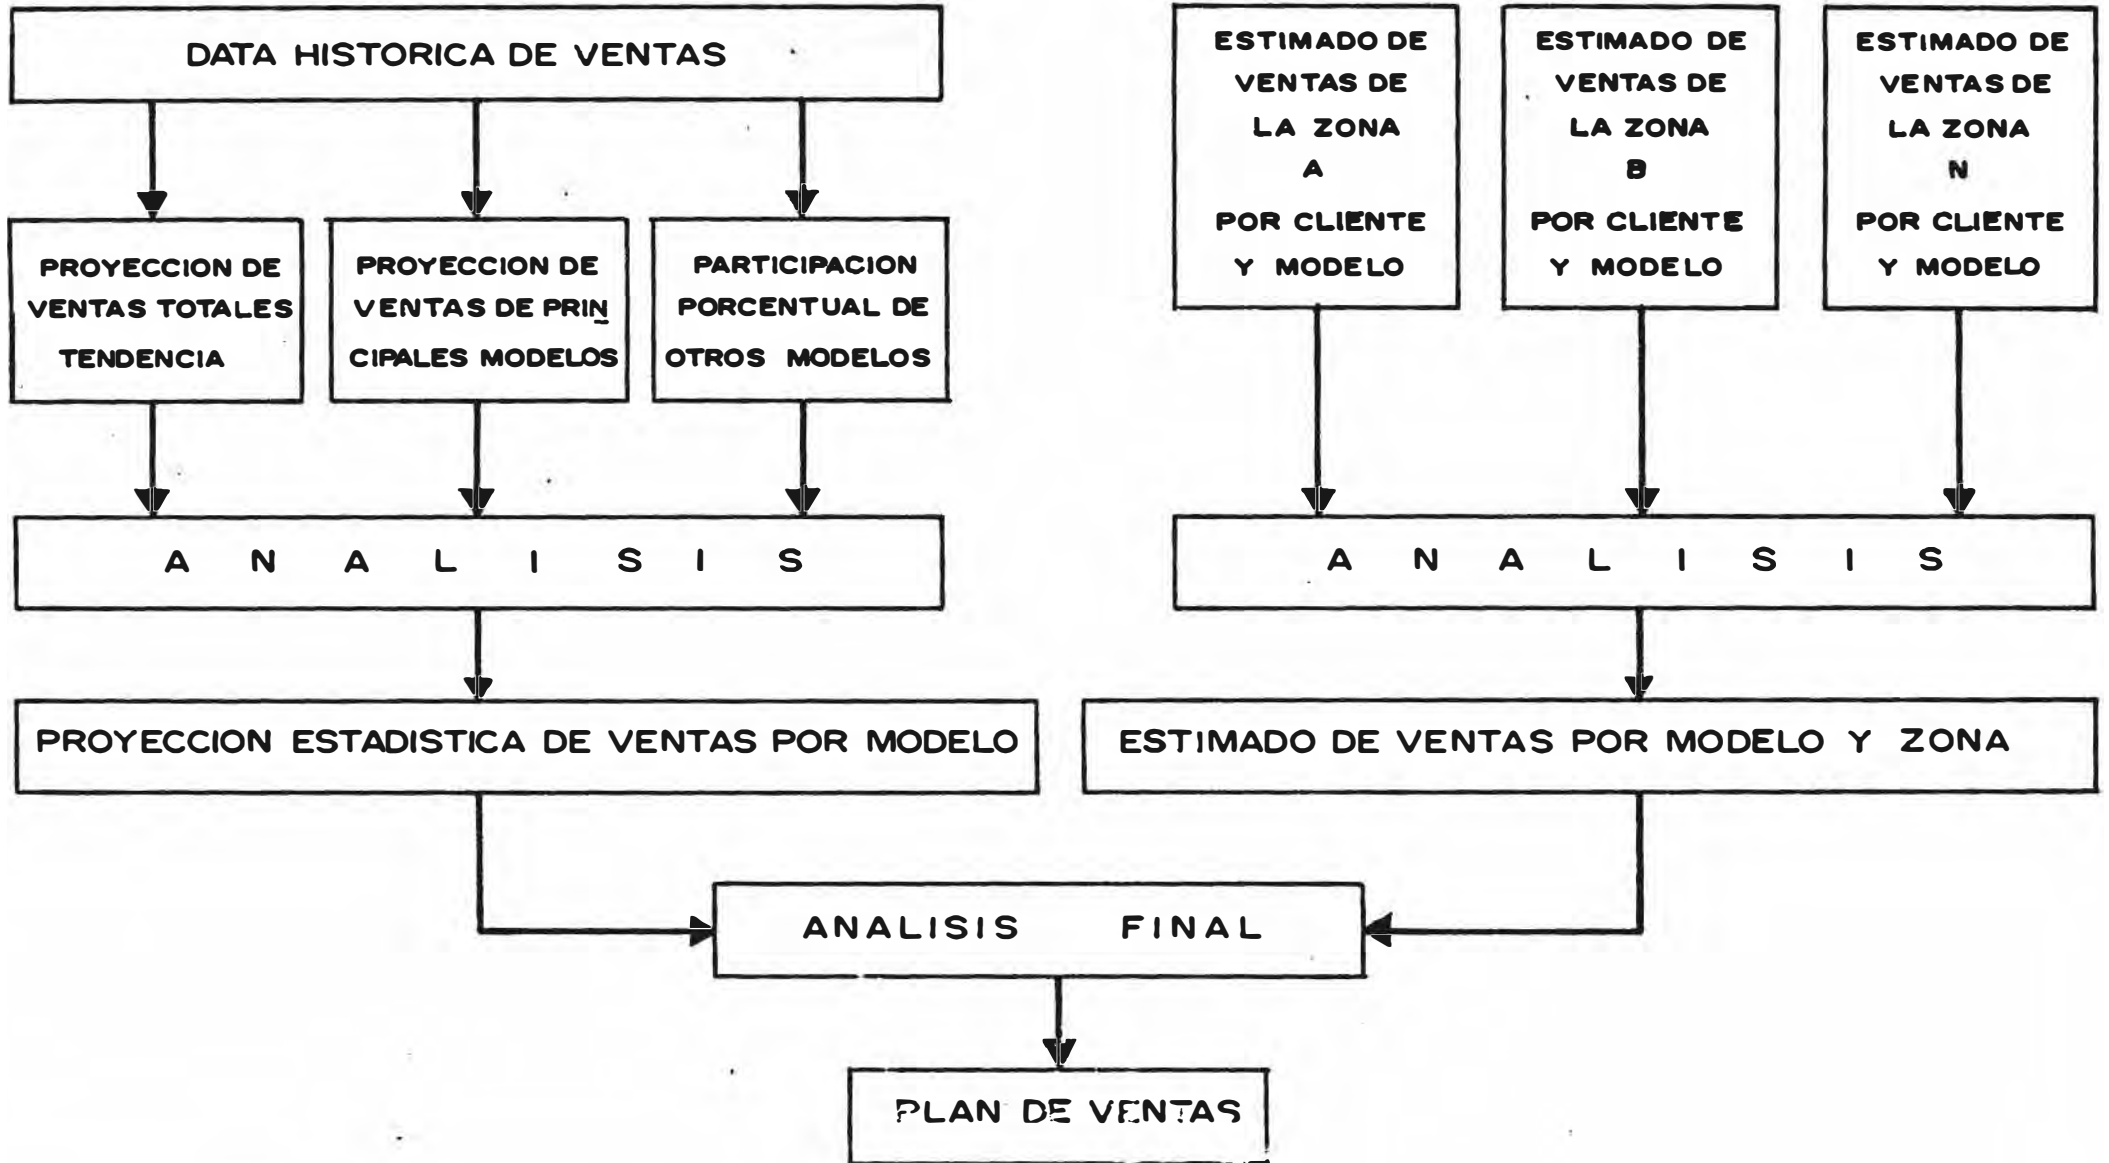 DATA HISTORICA DE VENTAS
PROYECCION DE
VENTAS TOTALES
TENDENCIA
PROYECCION DE
VENTAS DE PRIN
CIPALES MODELOS
PARTICIPACION
PORCENTUAL DE
OTROS MODELOS
A N A L I S I S
PROYECCION ESTADISTICA DE VENTAS POR MODELO
ESTIMADO DE
VENTAS DE
LA ZONA
A
POR CLIENTE
Y MODELO
ESTIMADO DE
VENTAS DE
LA ZONA
B
POR CLIENTE
Y MODELO
ESTIMADO DE
VENTAS DE
LA ZONA
N
POR CLIENTE
Y MODELO
A N A L I S I S
ESTIMADO DE VENTAS POR MODELO Y ZONA
ANALISIS FINAL
PLAN DE VENTAS